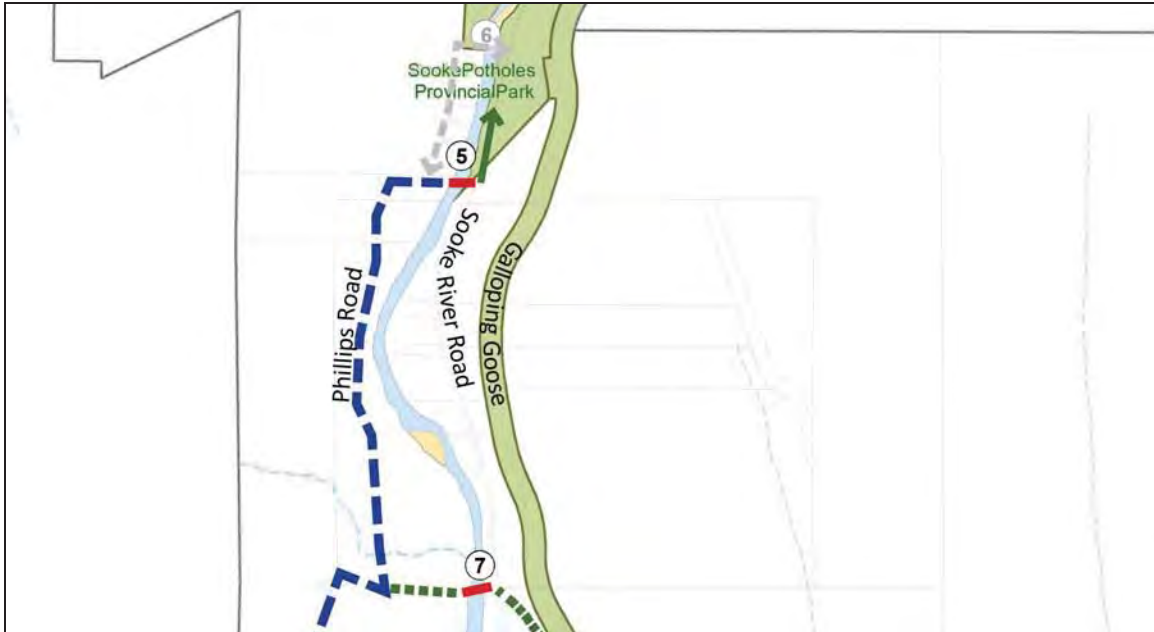 6
SookePotholes
ProvincialPark
5
Sooke River Road
Galloping Goose
Phillips Road
7